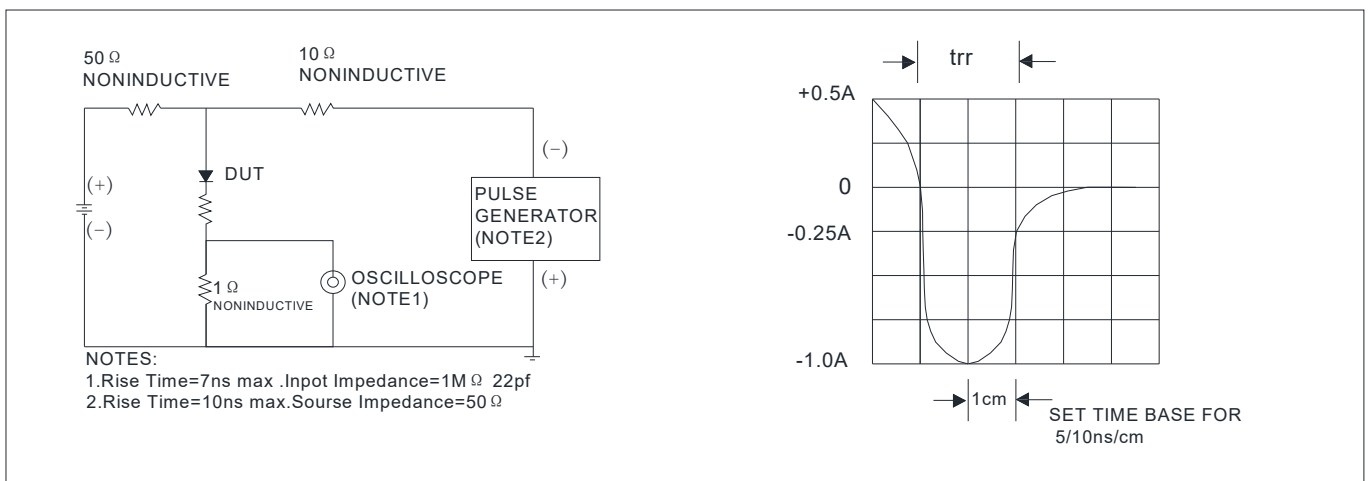 50 Ω
NONINDUCTIVE
10 Ω
NONINDUCTIVE
(+)
(−)
DUT
1 Ω
NONINDUCTIVE
OSCILLOSCOPE
(NOTE1)
(−)
PULSE
GENERATOR
(NOTE2)
(+)
NOTES:
1.Rise Time=7ns max .Inpot Impedance=1M Ω 22pf
2.Rise Time=10ns max.Sourse Impedance=50 Ω
trr
+0.5A
0
-0.25A
-1.0A
1cm
SET TIME BASE FOR
5/10ns/cm